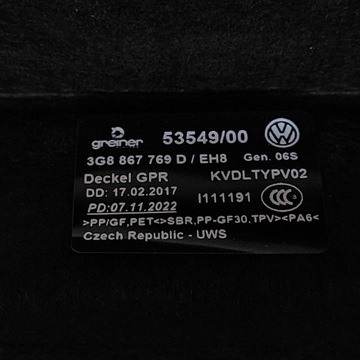 greiner 53549/00
3G8 867 769 D / EH8 Gen. 06S
Deckel GPR KVDLTYPV02
DD: 17.02.2017 I111191
PD:07.11.2022
>PP/GF,PET<>SBR,PP-GF30,TPV><PA6<
Czech Republic - UWS